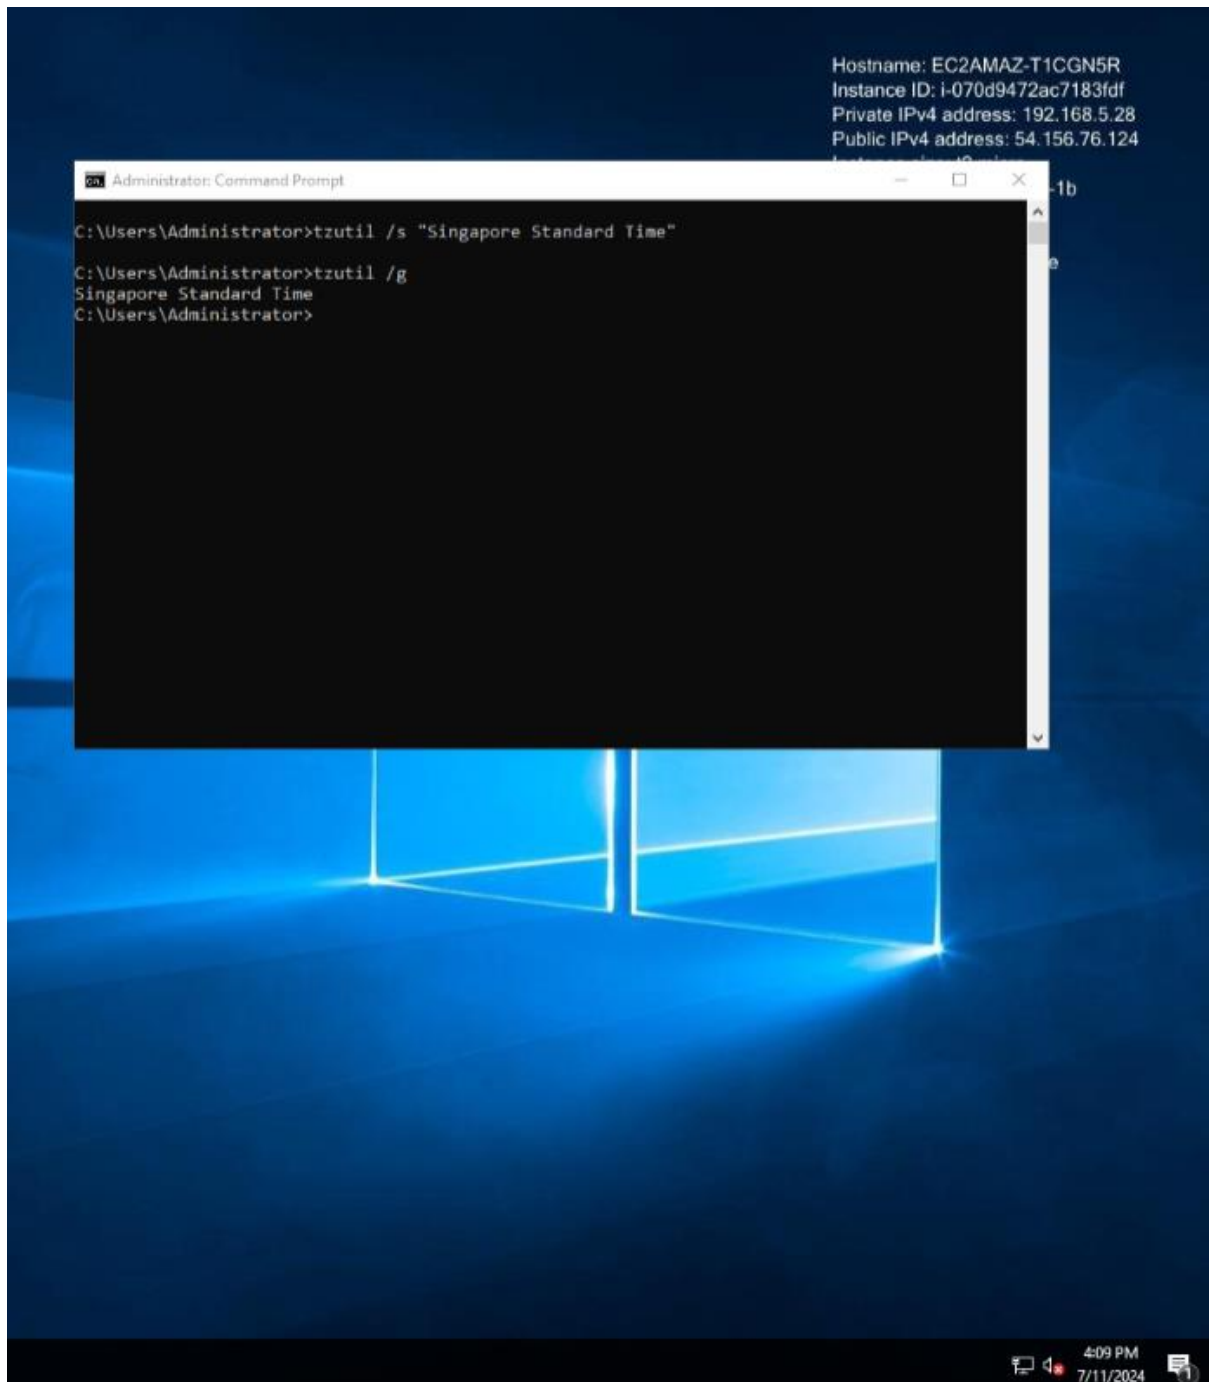 Hostname: EC2AMAZ-T1CGN5R
Instance ID: i-070d9472ac7183fdf
Private IPv4 address: 192.168.5.28
Public IPv4 address: 54.156.76.124
-1b
e
Administrator: Command Prompt
C:\Users\Administrator>tzutil /s "Singapore Standard Time"
C:\Users\Administrator>tzutil /g
Singapore Standard Time
C:\Users\Administrator>
4:09 PM
7/11/2024
1